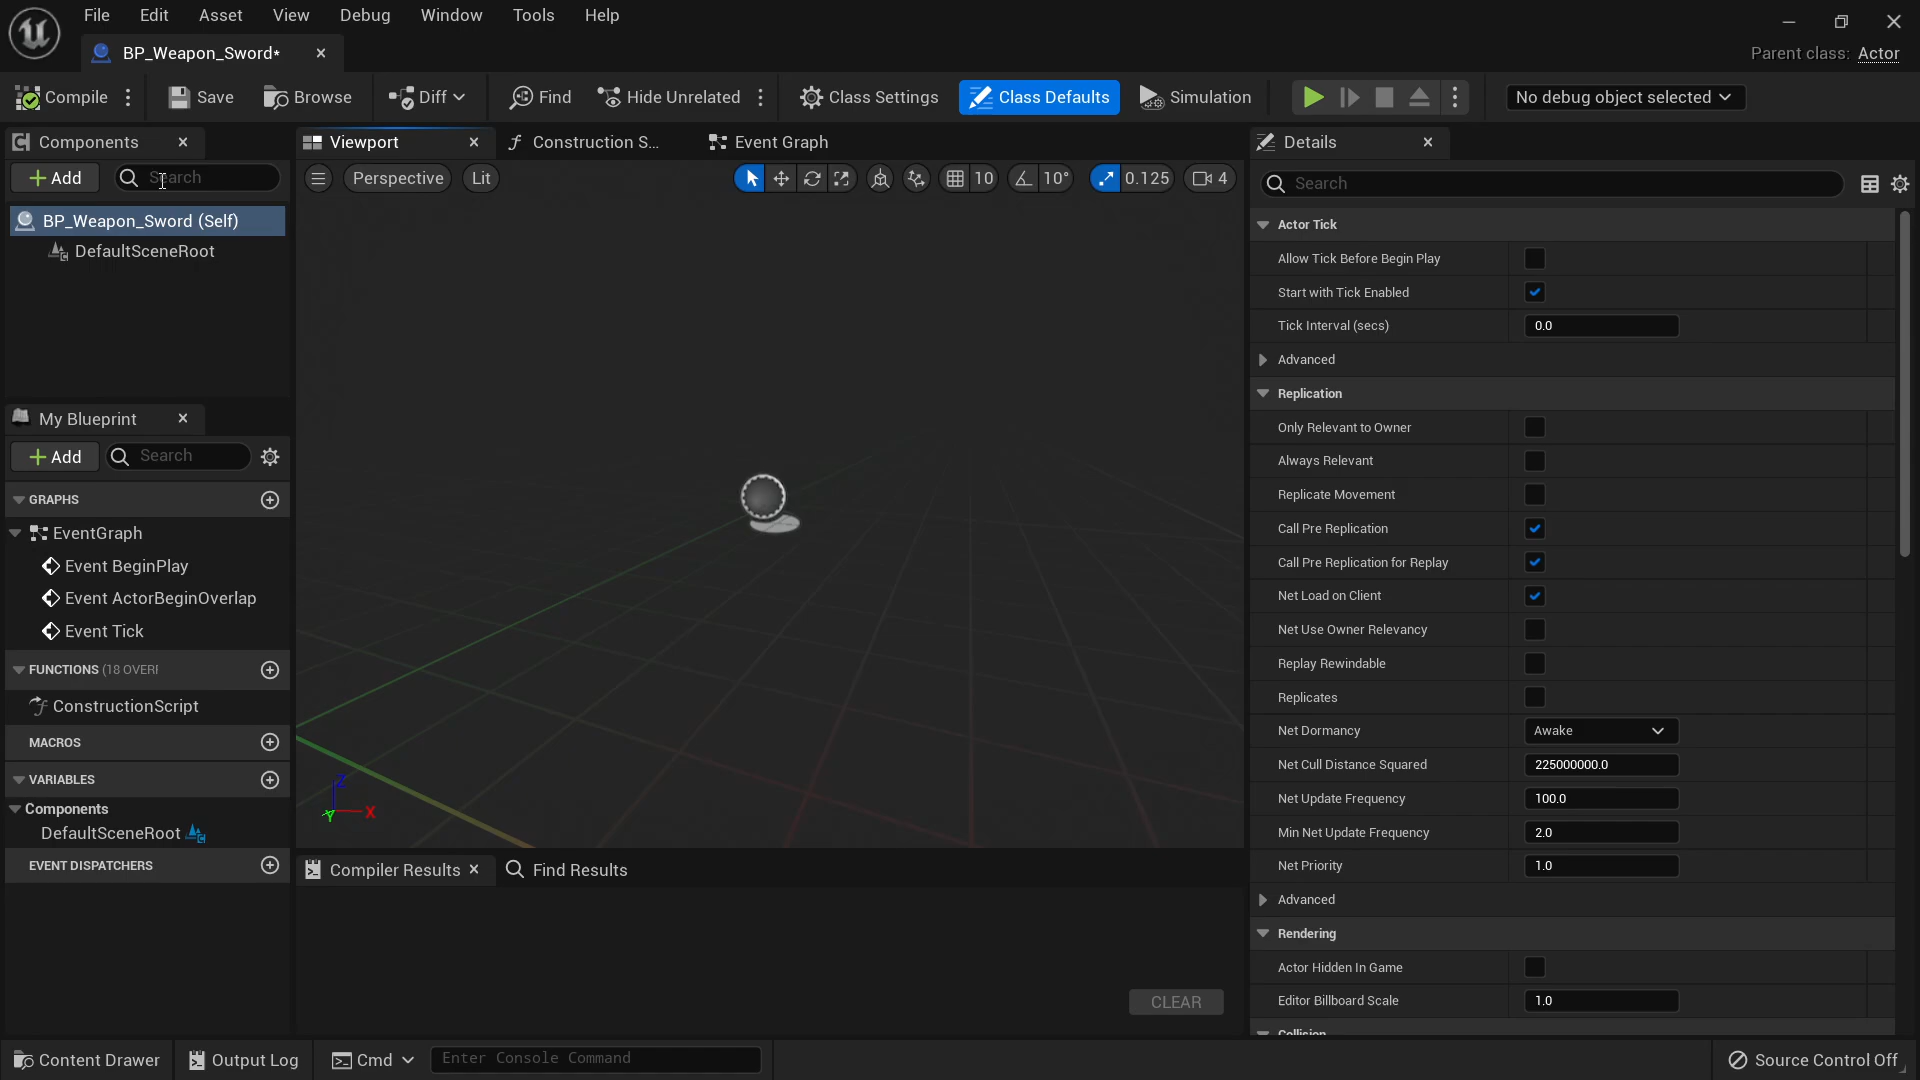 File Edit Asset View Debug Window Tools Help
BP_Weapon_Sword*
Parent class: Actor
Compile Save Browse Diff Find Hide Unrelated Class Settings Class Defaults Simulation No debug object selected
Components
Viewport
Construction S...
Event Graph
Details
Add Search
Perspective Lit 10 10° 0.125 4
Search
BP_Weapon_Sword (Self)
DefaultSceneRoot
My Blueprint
Add Search
GRAPHS
EventGraph
Event BeginPlay
Event ActorBeginOverlap
Event Tick
FUNCTIONS (18 OVERR
ConstructionScript
MACROS
VARIABLES
Components
DefaultSceneRoot
EVENT DISPATCHERS
Z
Y X
Compiler Results
Find Results
CLEAR
Actor Tick
Allow Tick Before Begin Play
Start with Tick Enabled
Tick Interval (secs) 0.0
Advanced
Replication
Only Relevant to Owner
Always Relevant
Replicate Movement
Call Pre Replication
Call Pre Replication for Replay
Net Load on Client
Net Use Owner Relevancy
Replay Rewindable
Replicates
Net Dormancy Awake
Net Cull Distance Squared 225000000.0
Net Update Frequency 100.0
Min Net Update Frequency 2.0
Net Priority 1.0
Advanced
Rendering
Actor Hidden In Game
Editor Billboard Scale 1.0
Collision
Content Drawer Output Log Cmd Enter Console Command Source Control Off